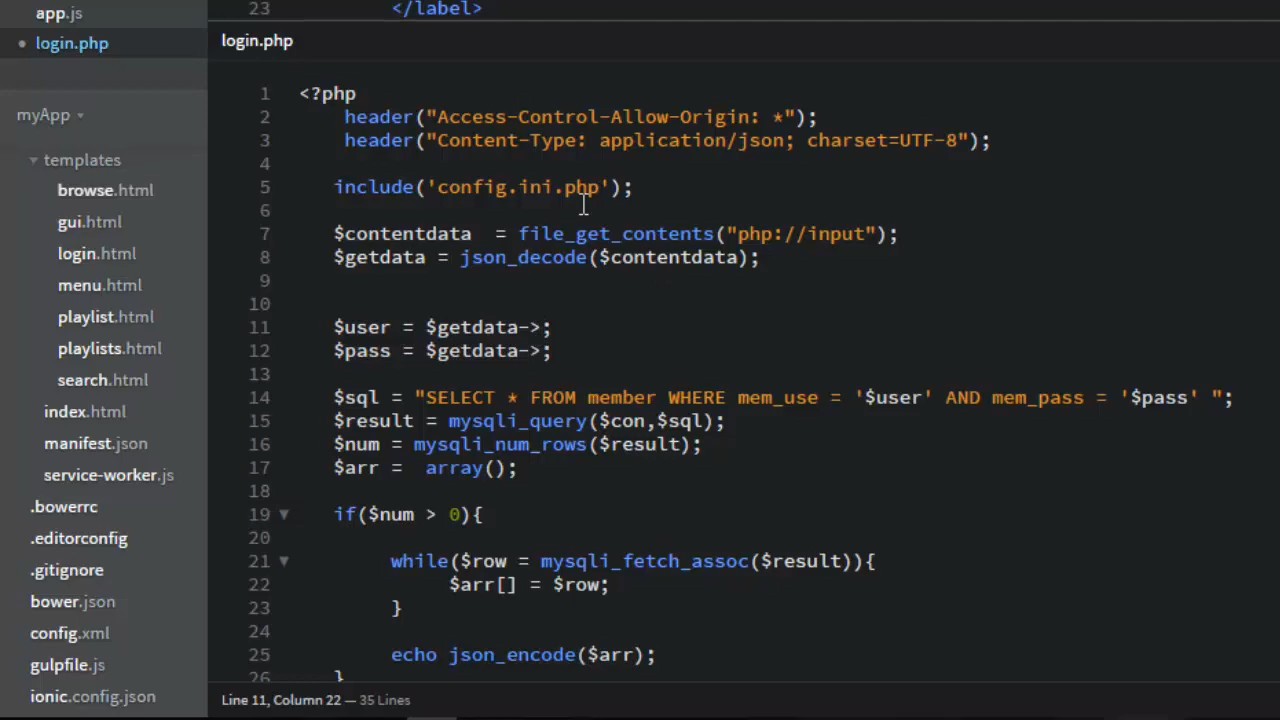 app.js
login.php
myApp
templates
browse.html
gui.html
login.html
menu.html
playlist.html
playlists.html
search.html
index.html
manifest.json
service-worker.js
.bowerrc
.editorconfig
.gitignore
bower.json
config.xml
gulpfile.js
ionic.config.json
23 </label>
login.php
1 <?php
2 header("Access-Control-Allow-Origin: *");
3 header("Content-Type: application/json; charset=UTF-8");
4
5 include('config.ini.php');
6
7 $contentdata  = file_get_contents("php://input");
8 $getdata = json_decode($contentdata);
9
10
11 $user = $getdata->;
12 $pass = $getdata->;
13
14 $sql = "SELECT * FROM member WHERE mem_use = '$user' AND mem_pass = '$pass' ";
15 $result = mysqli_query($con,$sql);
16 $num = mysqli_num_rows($result);
17 $arr =  array();
18
19 if($num > 0){
20
21 while($row = mysqli_fetch_assoc($result)){
22 $arr[] = $row;
23 }
24
25 echo json_encode($arr);
26 }
Line 11, Column 22 — 35 Lines